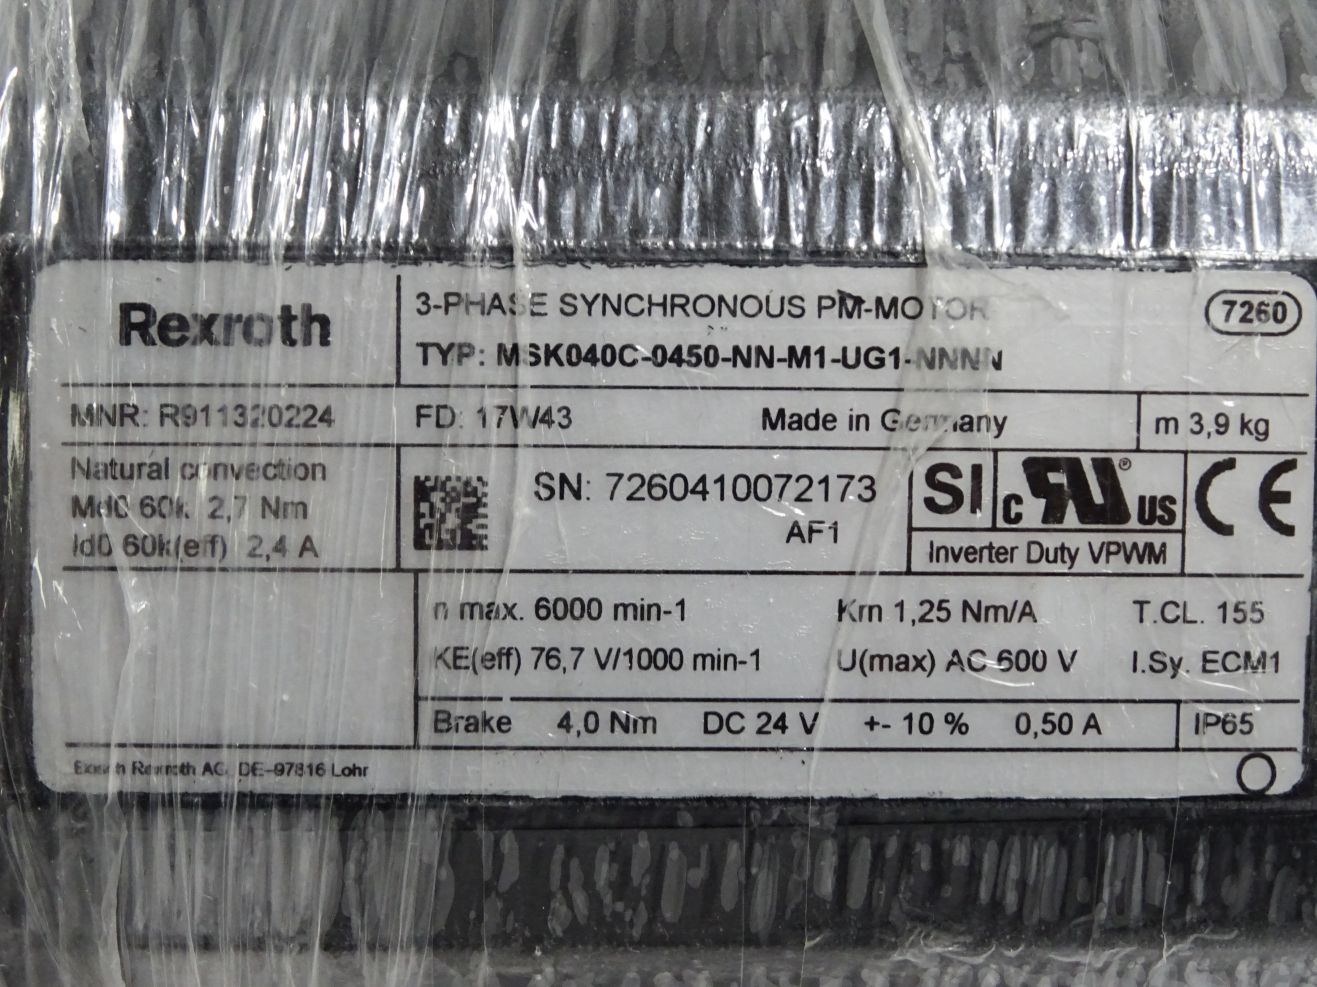 Rexroth
3-PHASE SYNCHRONOUS PM-MOTOR
7260
TYP: MSK040C-0450-NN-M1-UG1-NNNN
MNR: R911320224
FD: 17W43
Made in Germany
m 3,9 kg
Natural convection
Md0 60k 2,7 Nm
Id0 60k(eff) 2,4 A
SN: 7260410072173
AF1
SI
c RU® US
CE
Inverter Duty VPWM
n max. 6000 min-1
Km 1,25 Nm/A
T.CL. 155
KE(eff) 76,7 V/1000 min-1
U(max) AC 600 V
I.Sy. ECM1
Brake 4,0 Nm DC 24 V +- 10 % 0,50 A
IP65
Bosch Rexroth AG, DE-97816 Lohr